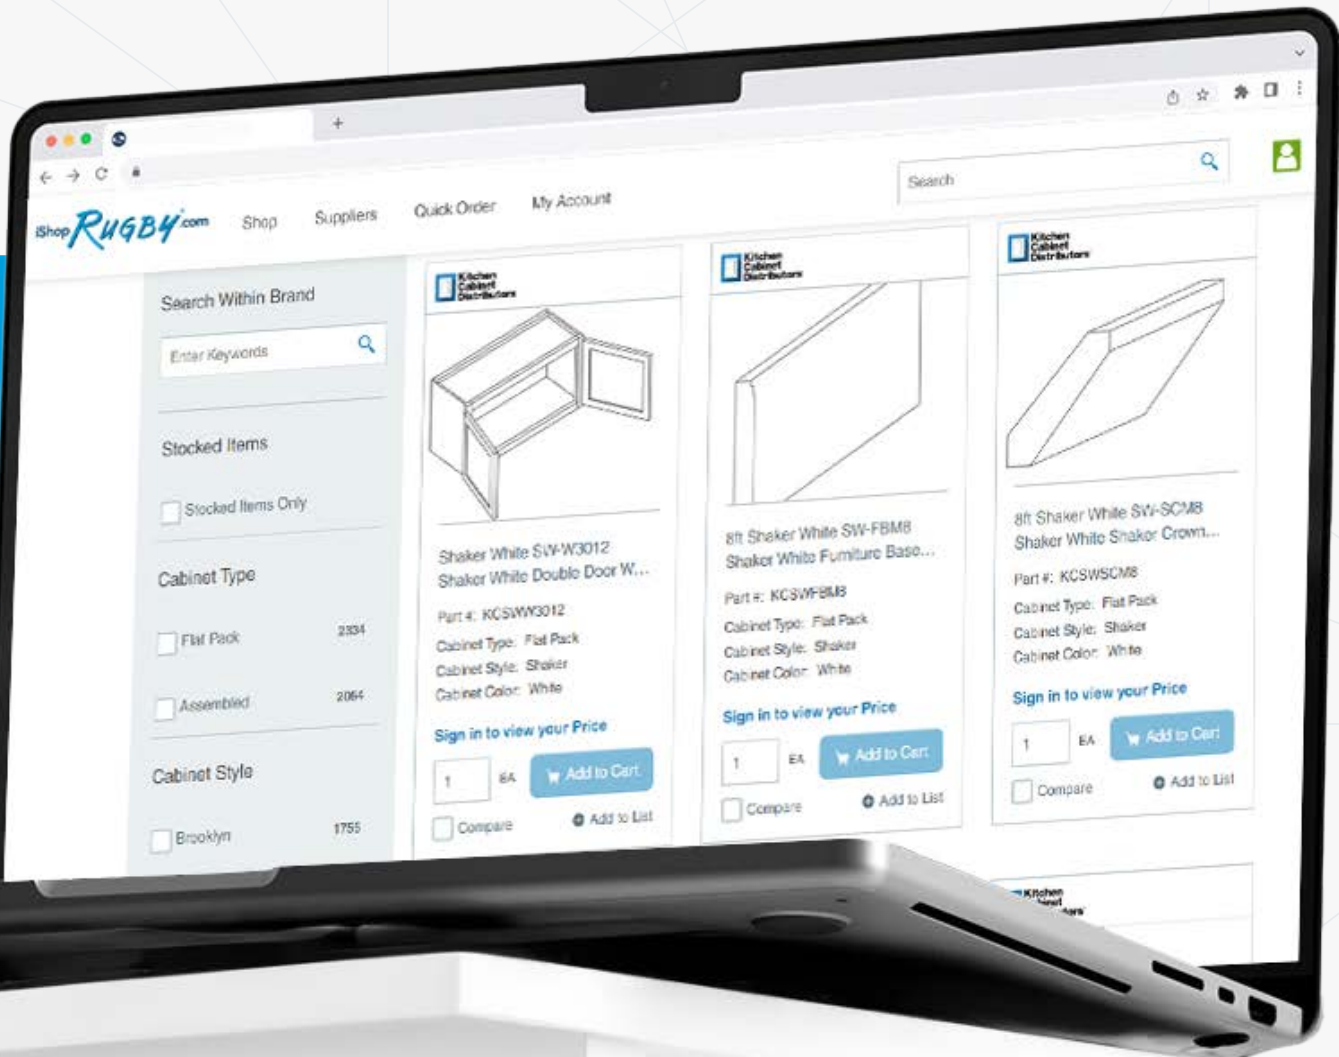 iShop RUGBY.com
Shop
Suppliers
Quick Order
My Account
Search
Search Within Brand
Enter Keywords
Stocked Items
Stocked Items Only
Cabinet Type
Flat Pack 2334
Assembled 2064
Cabinet Style
Brooklyn 1755
Kitchen
Cabinet
Distributors
Shaker White SW-W3012
Shaker White Double Door W...
Part #: KCSWW3012
Cabinet Type: Flat Pack
Cabinet Style: Shaker
Cabinet Color: White
Sign in to view your Price
1 EA Add to Cart
Compare Add to List
Kitchen
Cabinet
Distributors
8ft Shaker White SW-FBM8
Shaker White Furniture Base...
Part #: KCSWFBM8
Cabinet Type: Flat Pack
Cabinet Style: Shaker
Cabinet Color: White
Sign in to view your Price
1 EA Add to Cart
Compare Add to List
Kitchen
Cabinet
Distributors
8ft Shaker White SW-SCM8
Shaker White Shaker Crown...
Part #: KCSWSCM8
Cabinet Type: Flat Pack
Cabinet Style: Shaker
Cabinet Color: White
Sign in to view your Price
1 EA Add to Cart
Compare Add to List
Kitchen